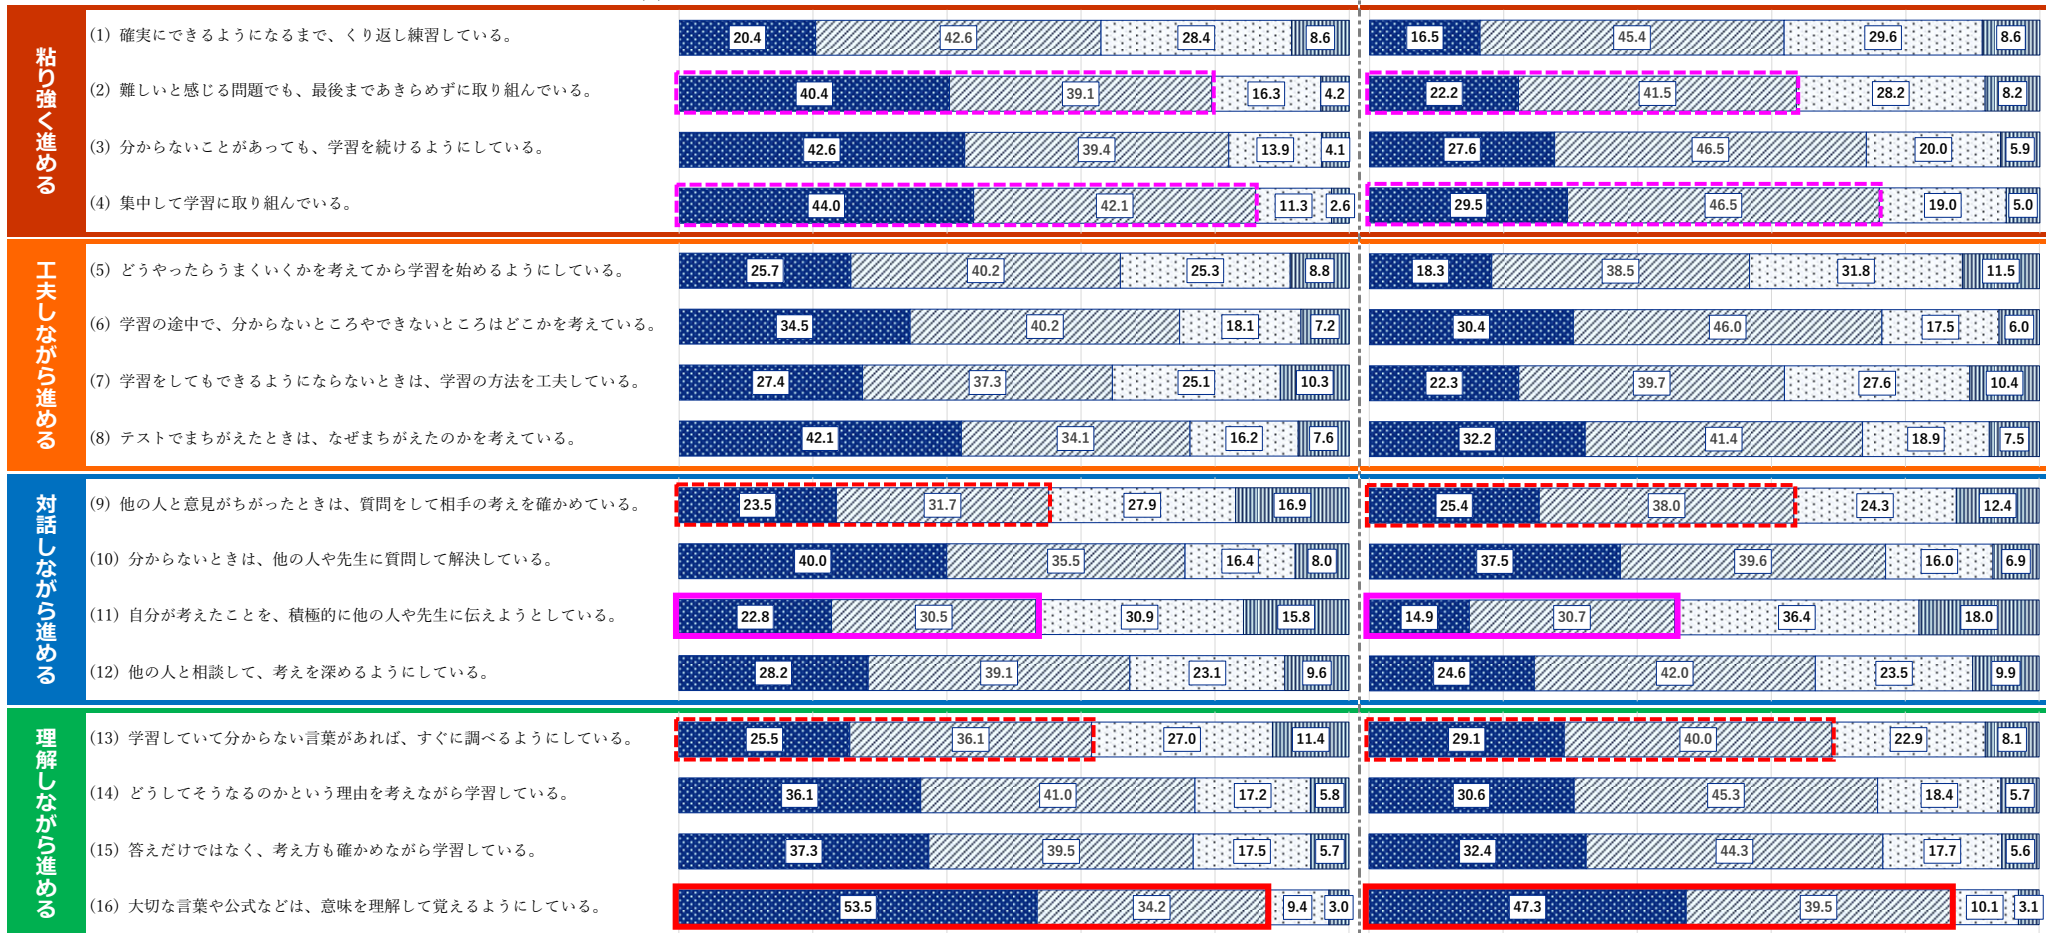 粘り強く進める
(1) 確実にできるようになるまで、くり返し練習している。 20.4 42.6 28.4 8.6 16.5 45.4 29.6 8.6
(2) 難しいと感じる問題でも、最後まであきらめずに取り組んでいる。 40.4 39.1 16.3 4.2 22.2 41.5 28.2 8.2
(3) 分からないことがあっても、学習を続けるようにしている。 42.6 39.4 13.9 4.1 27.6 46.5 20.0 5.9
(4) 集中して学習に取り組んでいる。 44.0 42.1 11.3 2.6 29.5 46.5 19.0 5.0
工夫しながら進める
(5) どうやったらうまくいくかを考えてから学習を始めるようにしている。 25.7 40.2 25.3 8.8 18.3 38.5 31.8 11.5
(6) 学習の途中で、分からないところやできないところはどこかを考えている。 34.5 40.2 18.1 7.2 30.4 46.0 17.5 6.0
(7) 学習をしてもできるようにならないときは、学習の方法を工夫している。 27.4 37.3 25.1 10.3 22.3 39.7 27.6 10.4
(8) テストでまちがえたときは、なぜまちがえたのかを考えている。 42.1 34.1 16.2 7.6 32.2 41.4 18.9 7.5
対話しながら進める
(9) 他の人と意見がちがったときは、質問をして相手の考えを確かめている。 23.5 31.7 27.9 16.9 25.4 38.0 24.3 12.4
(10) 分からないときは、他の人や先生に質問して解決している。 40.0 35.5 16.4 8.0 37.5 39.6 16.0 6.9
(11) 自分が考えたことを、積極的に他の人や先生に伝えようとしている。 22.8 30.5 30.9 15.8 14.9 30.7 36.4 18.0
(12) 他の人と相談して、考えを深めるようにしている。 28.2 39.1 23.1 9.6 24.6 42.0 23.5 9.9
理解しながら進める
(13) 学習していて分からない言葉があれば、すぐに調べるようにしている。 25.5 36.1 27.0 11.4 29.1 40.0 22.9 8.1
(14) どうしてそうなるのかという理由を考えながら学習している。 36.1 41.0 17.2 5.8 30.6 45.3 18.4 5.7
(15) 答えだけではなく、考え方も確かめながら学習している。 37.3 39.5 17.5 5.7 32.4 44.3 17.7 5.6
(16) 大切な言葉や公式などは、意味を理解して覚えるようにしている。 53.5 34.2 9.4 3.0 47.3 39.5 10.1 3.1